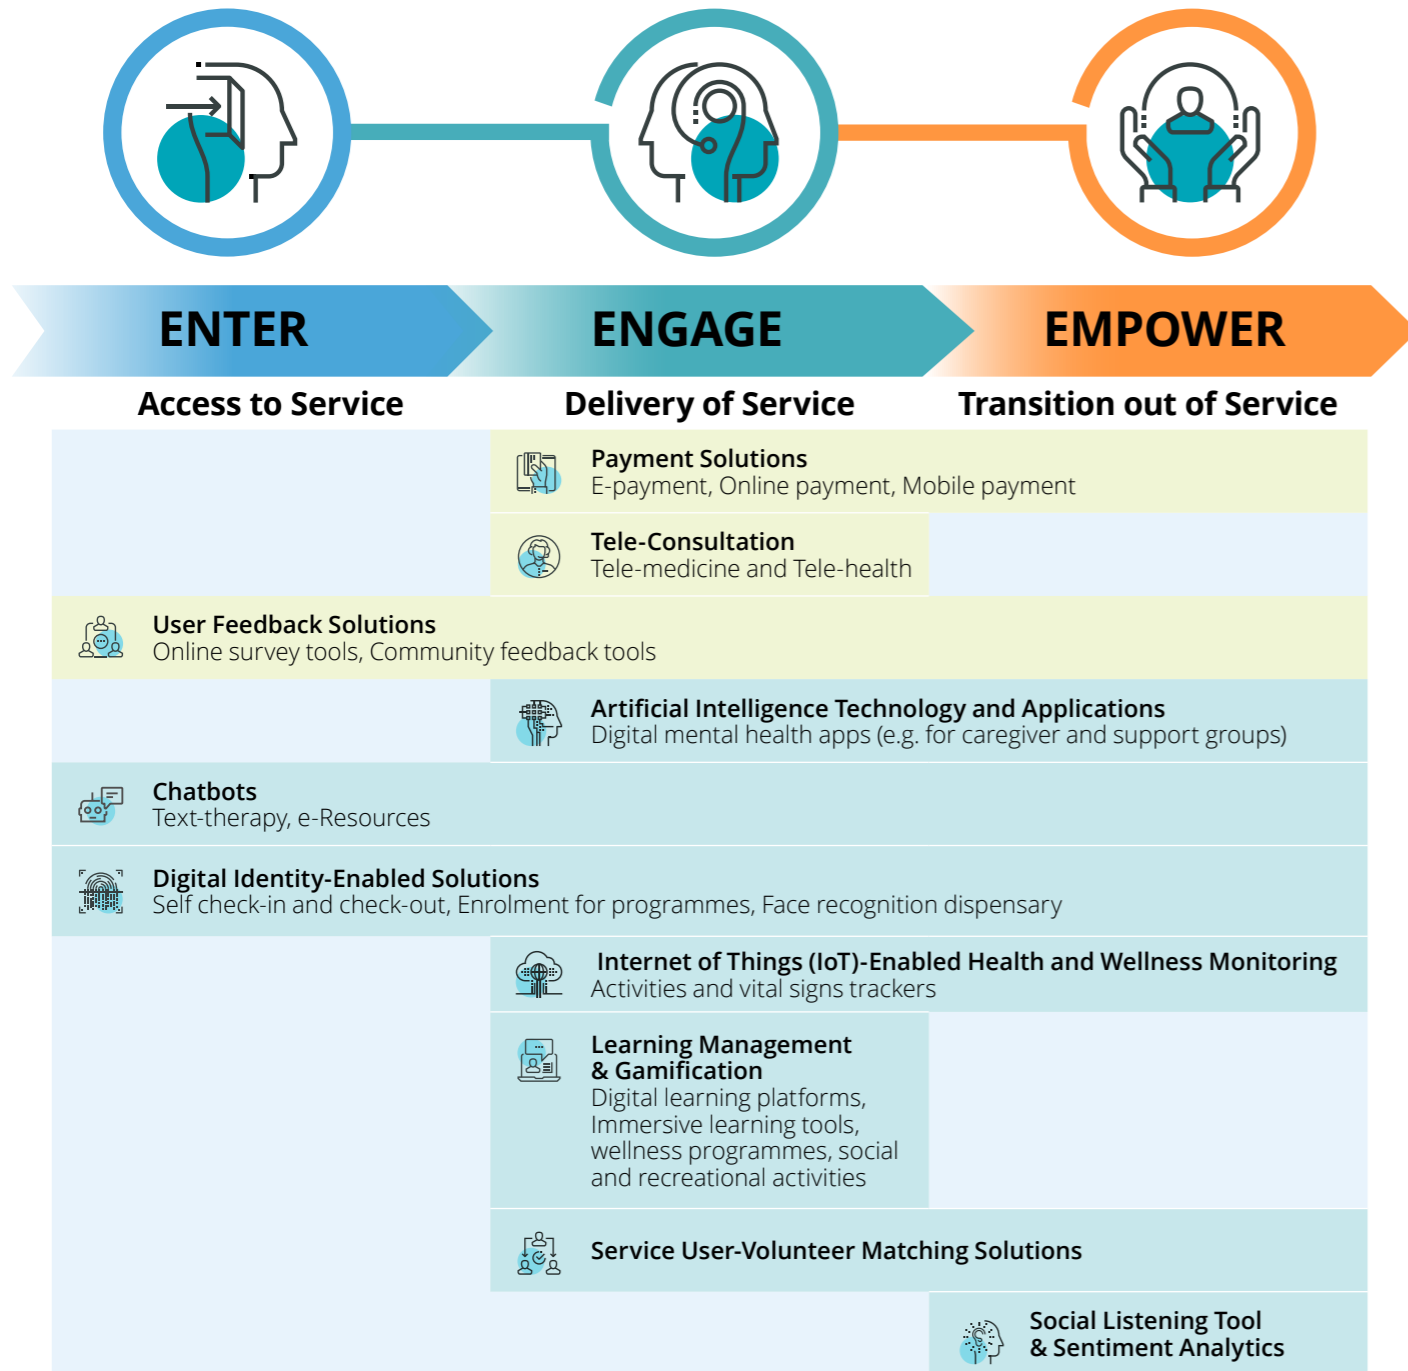 ENTER
ENGAGE
EMPOWER
Access to Service
Delivery of Service
Transition out of Service
Payment Solutions
E-payment, Online payment, Mobile payment
Tele-Consultation
Tele-medicine and Tele-health
User Feedback Solutions
Online survey tools, Community feedback tools
Artificial Intelligence Technology and Applications
Digital mental health apps (e.g. for caregiver and support groups)
Chatbots
Text-therapy, e-Resources
Digital Identity-Enabled Solutions
Self check-in and check-out, Enrolment for programmes, Face recognition dispensary
Internet of Things (IoT)-Enabled Health and Wellness Monitoring
Activities and vital signs trackers
Learning Management
& Gamification
Digital learning platforms,
Immersive learning tools,
wellness programmes, social
and recreational activities
Service User-Volunteer Matching Solutions
Social Listening Tool
& Sentiment Analytics